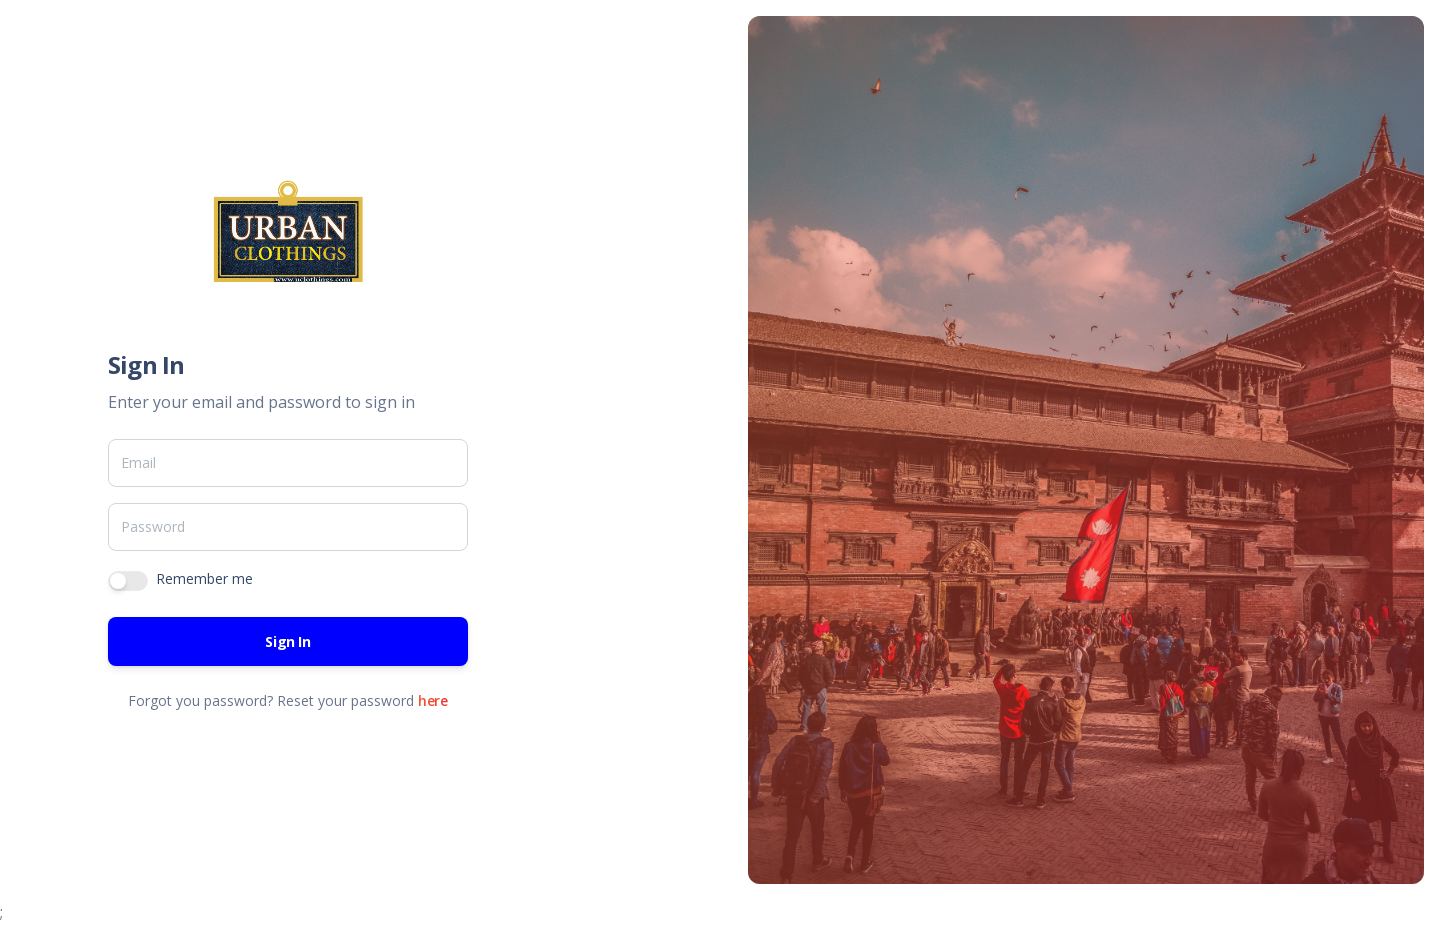 URBAN
CLOTHINGS
www.uclothings.com
Sign In
Enter your email and password to sign in
Email
Password
Remember me
Sign In
Forgot you password? Reset your password here
;